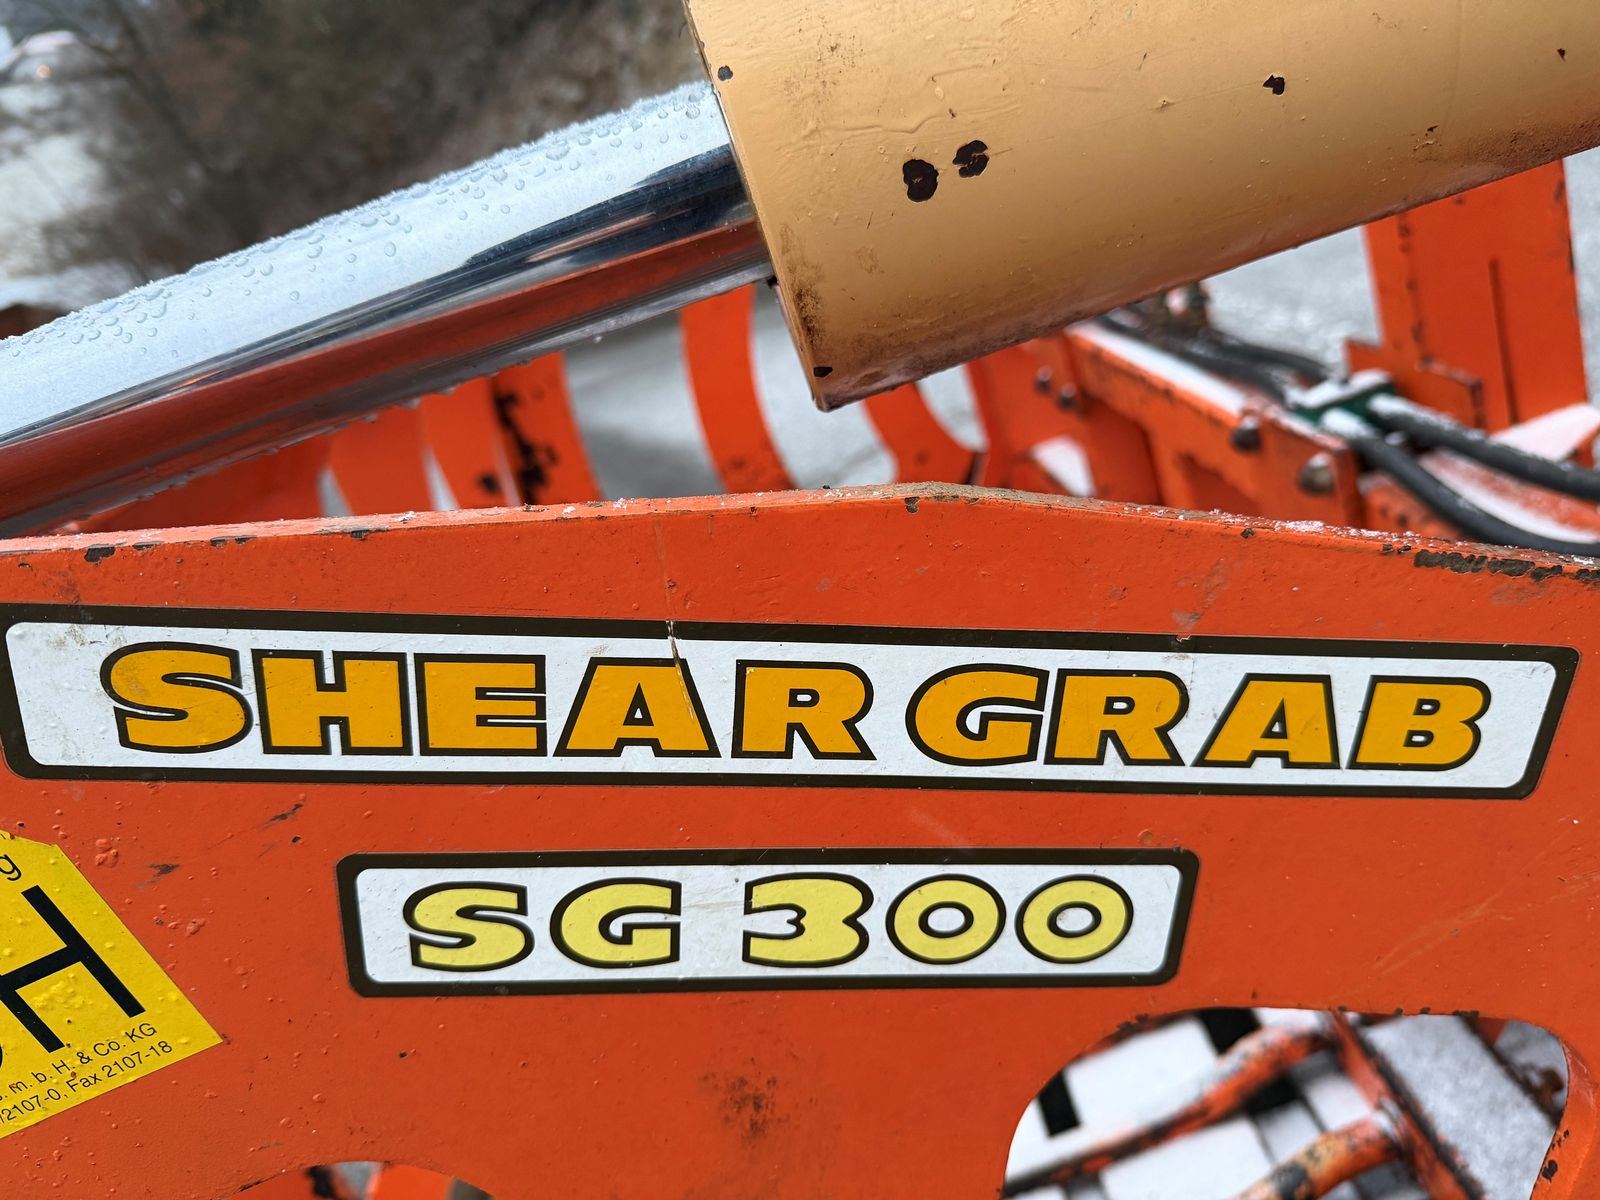 SHEAR GRAB
SG 300
g
H
m. b. H. & Co. KG
/2107-0, Fax 2107-18